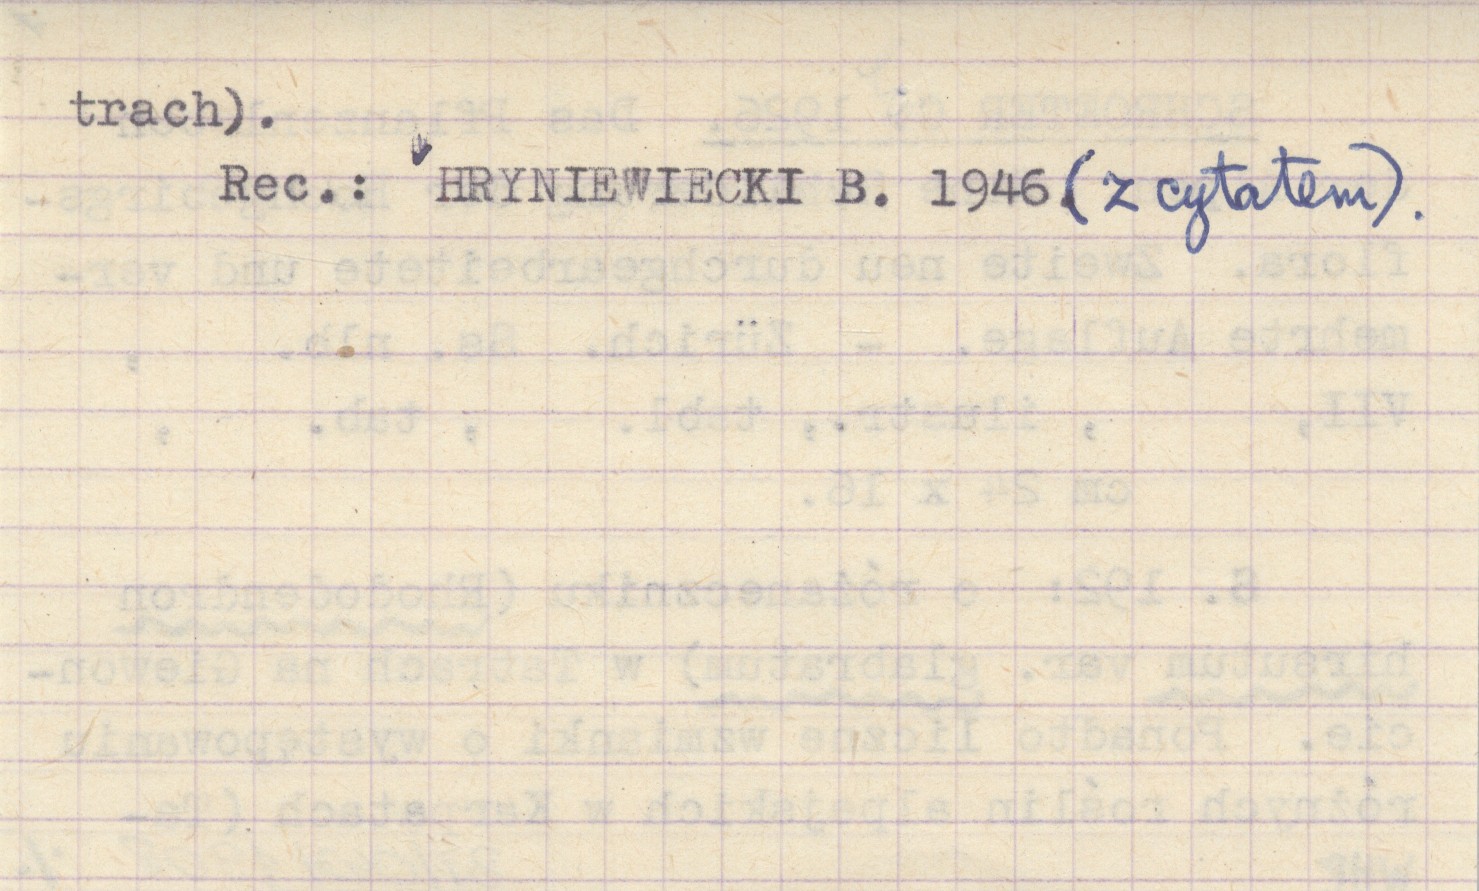 trach).
Rec.: HRYNIEWIECKI B. 1946 (z cytatem).